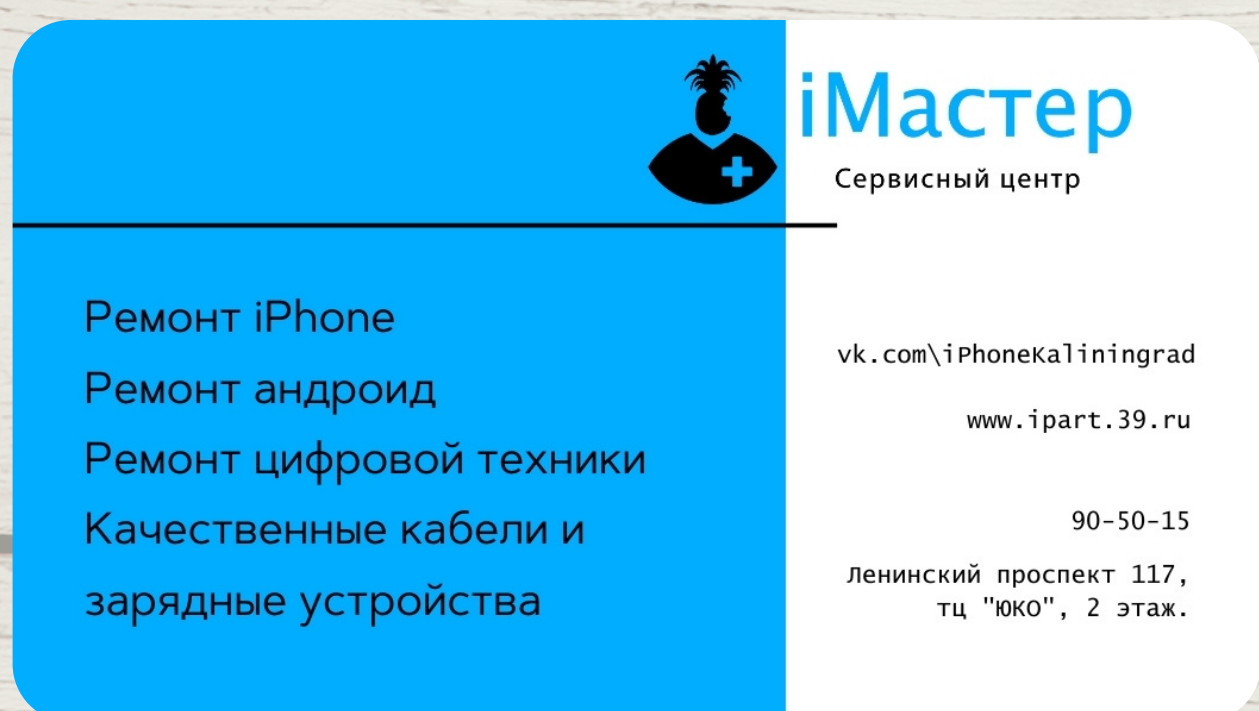 iМастер
Сервисный центр
Ремонт iPhone
Ремонт андроид
Ремонт цифровой техники
Качественные кабели и
зарядные устройства
vk.com\iPhoneKaliningrad
www.ipart.39.ru
90-50-15
Ленинский проспект 117,
тц "ЮКО", 2 этаж.